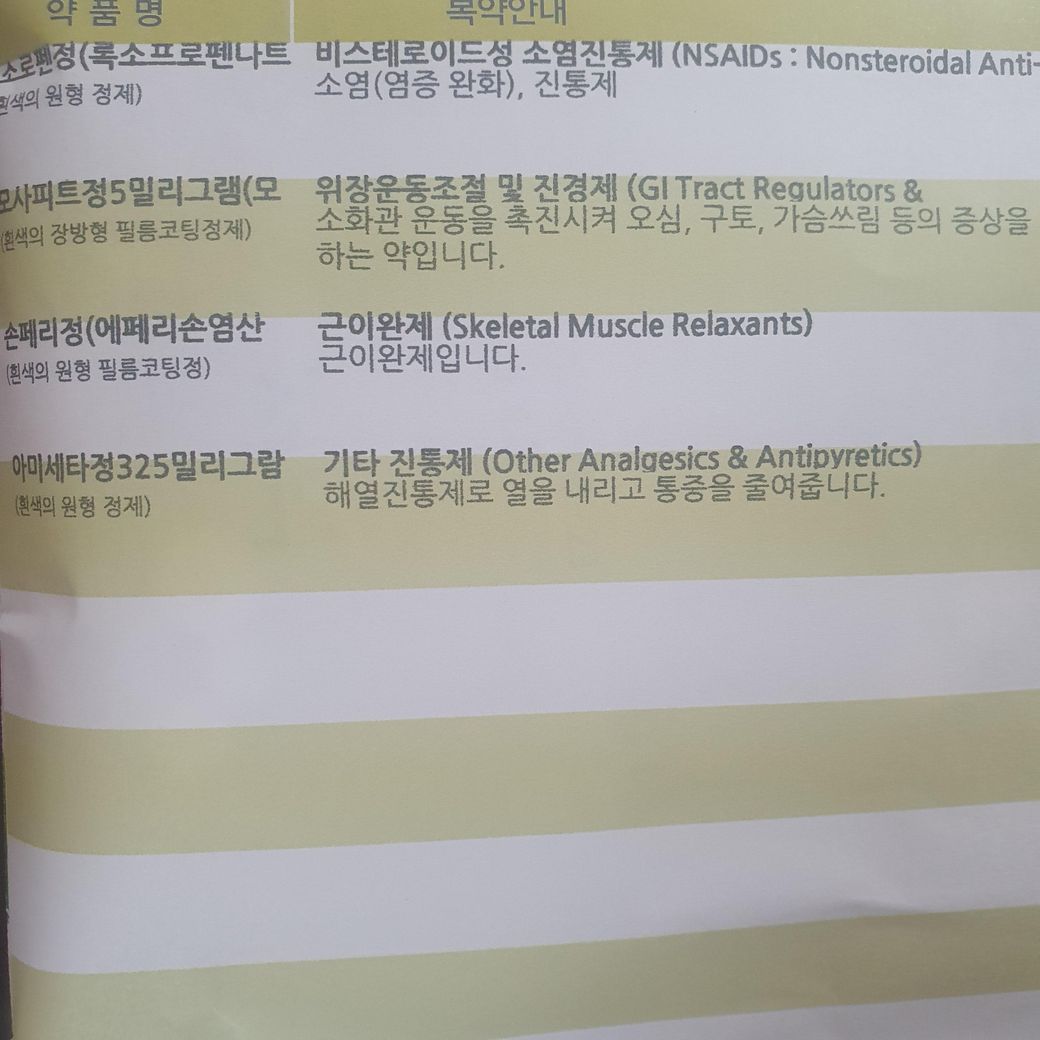 약 품 명 복약안내
소로펜정(록소프로펜나트 비스테로이드성 소염진통제 (NSAIDs : Nonsteroidal Anti-
(흰색의 원형 정제) 소염(염증 완화), 진통제
모사피트정5밀리그램(모 위장운동조절 및 진경제 (GI Tract Regulators &
(흰색의 장방형 필름코팅정제) 소화관 운동을 촉진시켜 오심, 구토, 가슴쓰림 등의 증상을
하는 약입니다.
손페리정(에페리손염산 근이완제 (Skeletal Muscle Relaxants)
(흰색의 원형 필름코팅정) 근이완제입니다.
아미세타정325밀리그람 기타 진통제 (Other Analgesics & Antipyretics)
(흰색의 원형 정제) 해열진통제로 열을 내리고 통증을 줄여줍니다.